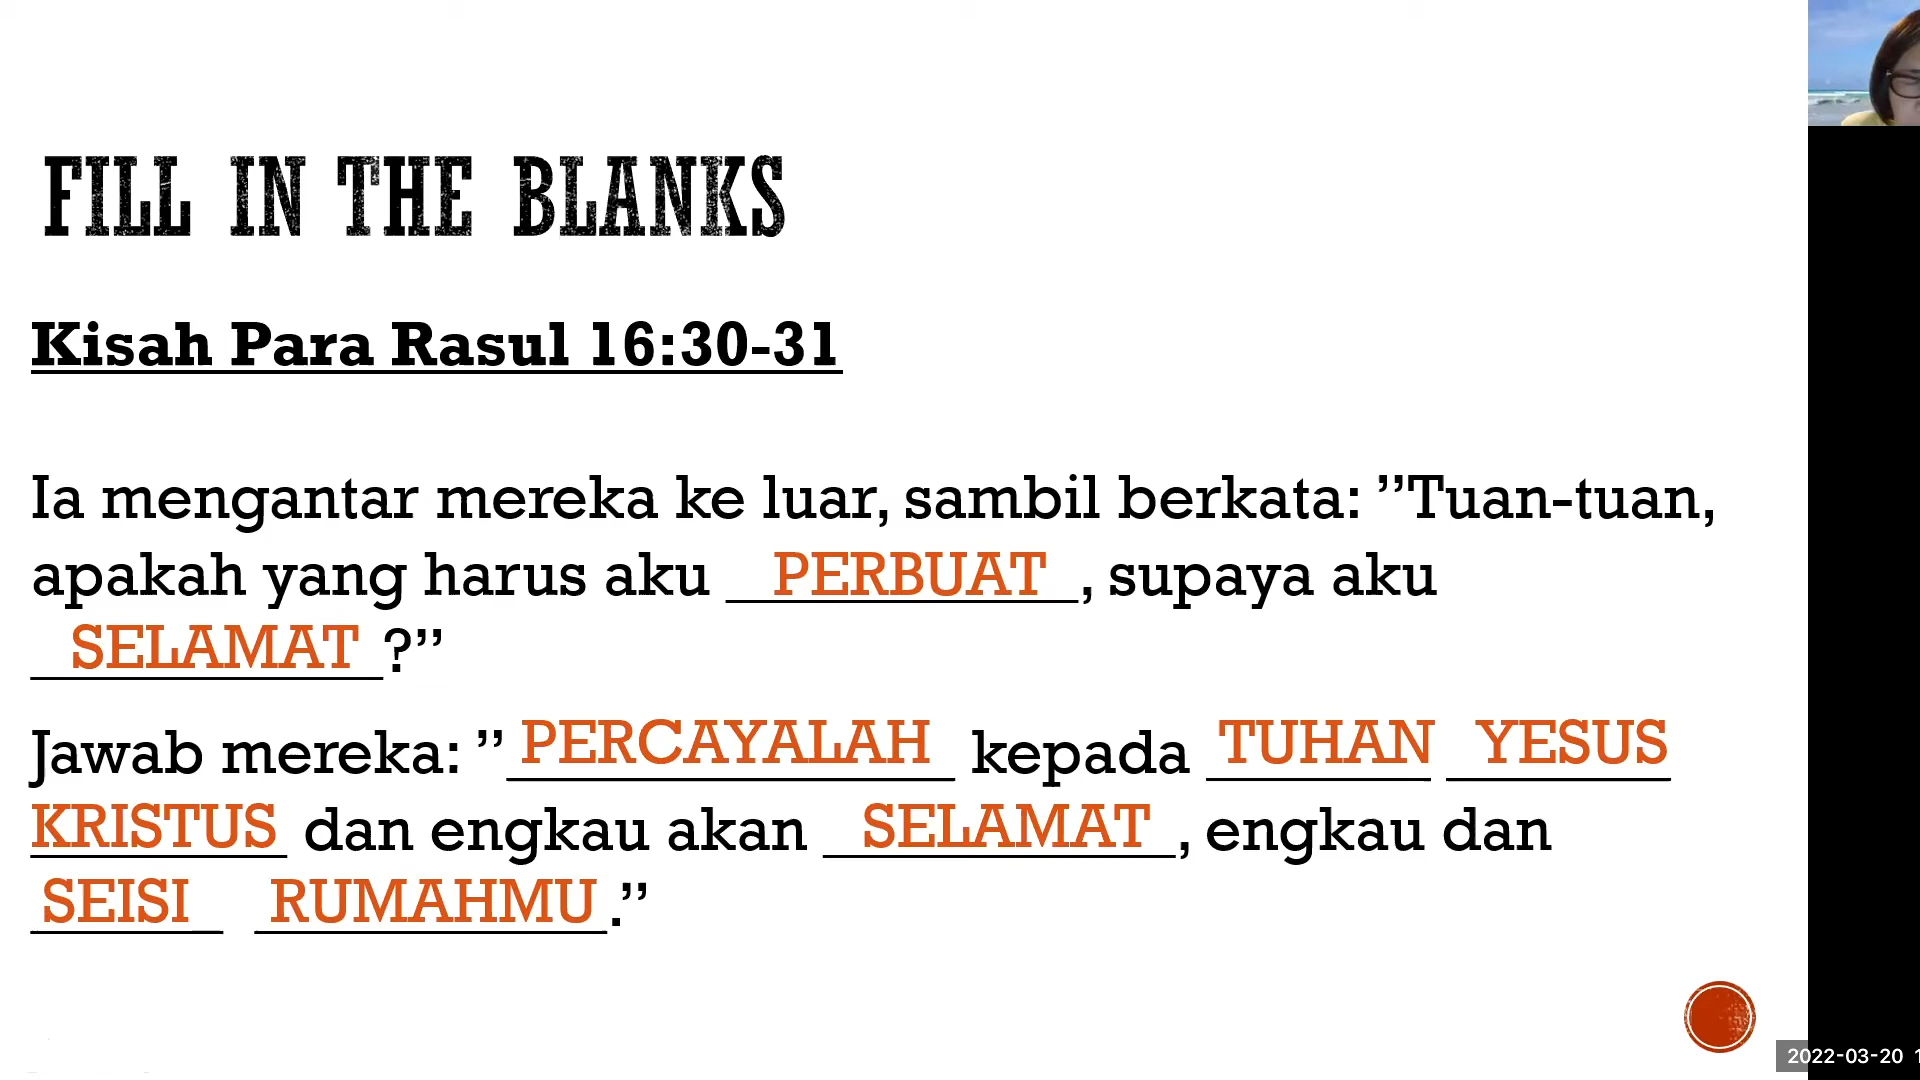 FILL IN THE BLANKS
Kisah Para Rasul 16:30-31
Ia mengantar mereka ke luar, sambil berkata: ”Tuan-tuan,
apakah yang harus aku PERBUAT, supaya aku
SELAMAT?”
Jawab mereka: ”PERCAYALAH kepada TUHAN YESUS
KRISTUS dan engkau akan SELAMAT, engkau dan
SEISI_ RUMAHMU.”
2022-03-20 1